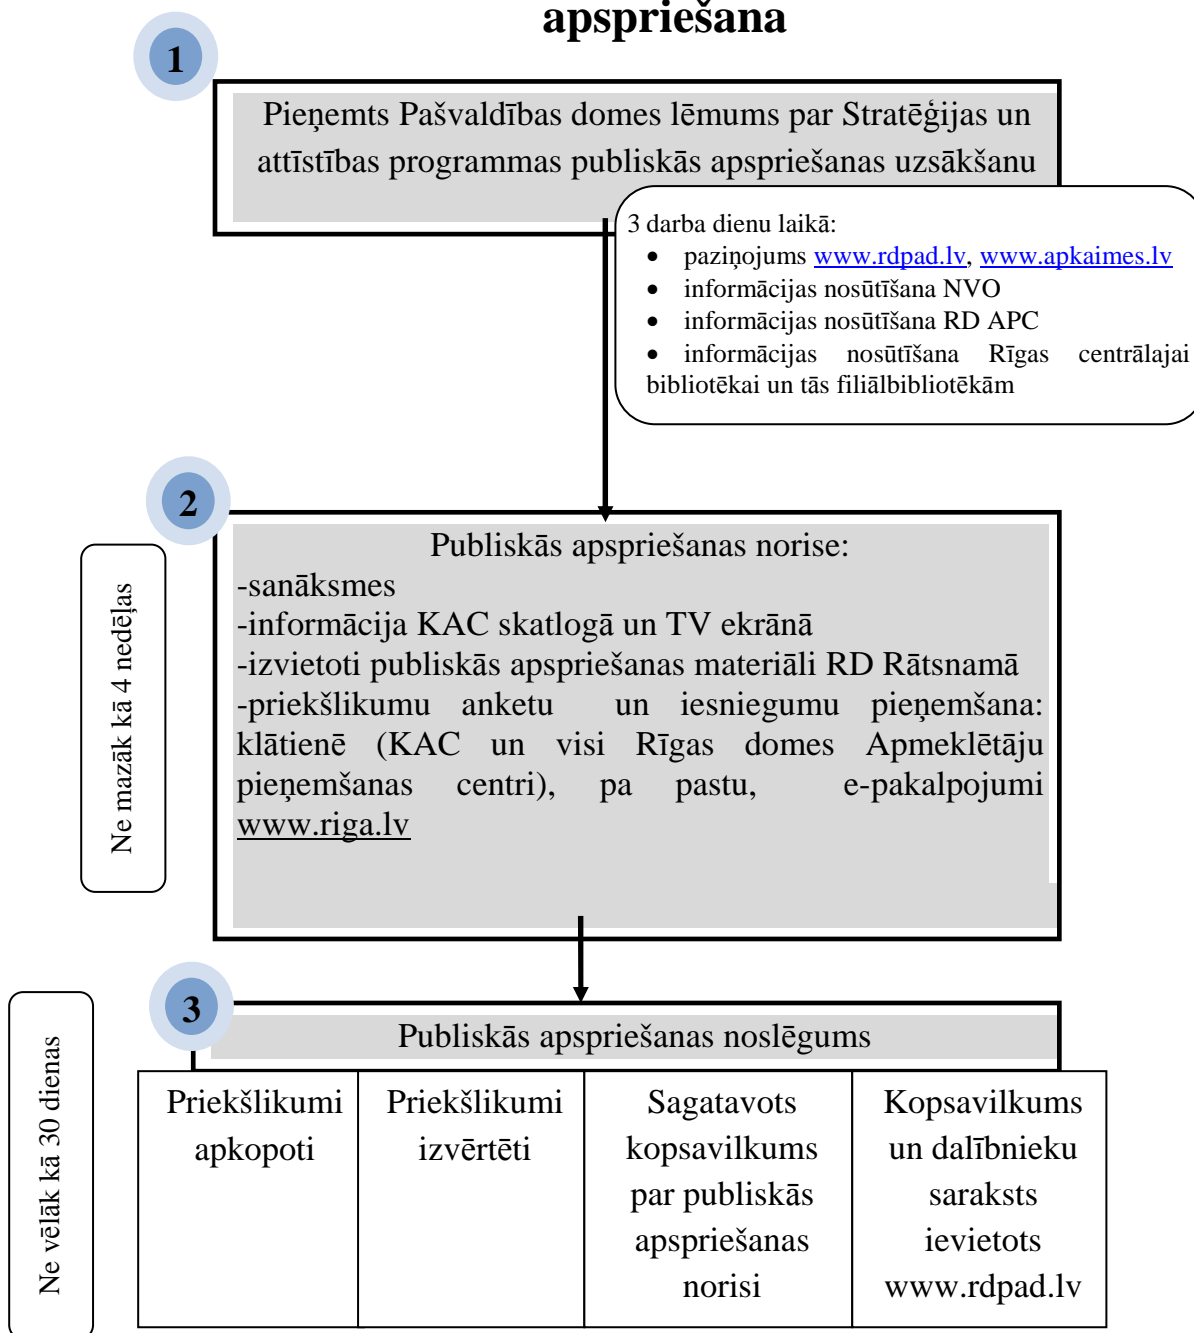 apspriešana
1
Pieņemts Pašvaldības domes lēmums par Stratēģijas un
attīstības programmas publiskās apspriešanas uzsākšanu
3 darba dienu laikā:
• paziņojums www.rdpad.lv, www.apkaimes.lv
• informācijas nosūtīšana NVO
• informācijas nosūtīšana RD APC
• informācijas nosūtīšana Rīgas centrālajai
bibliotēkai un tās filiālbibliotēkām
2
Ne mazāk kā 4 nedēļas
Publiskās apspriešanas norise:
-sanāksmes
-informācija KAC skatlogā un TV ekrānā
-izvietoti publiskās apspriešanas materiāli RD Rātsnamā
-priekšlikumu anketu un iesniegumu pieņemšana:
klātienē (KAC un visi Rīgas domes Apmeklētāju
pieņemšanas centri), pa pastu, e-pakalpojumi
www.riga.lv
3
Ne vēlāk kā 30 dienas
Publiskās apspriešanas noslēgums
Priekšlikumi
apkopoti
Priekšlikumi
izvērtēti
Sagatavots
kopsavilkums
par publiskās
apspriešanas
norisi
Kopsavilkums
un dalībnieku
saraksts
ievietots
www.rdpad.lv